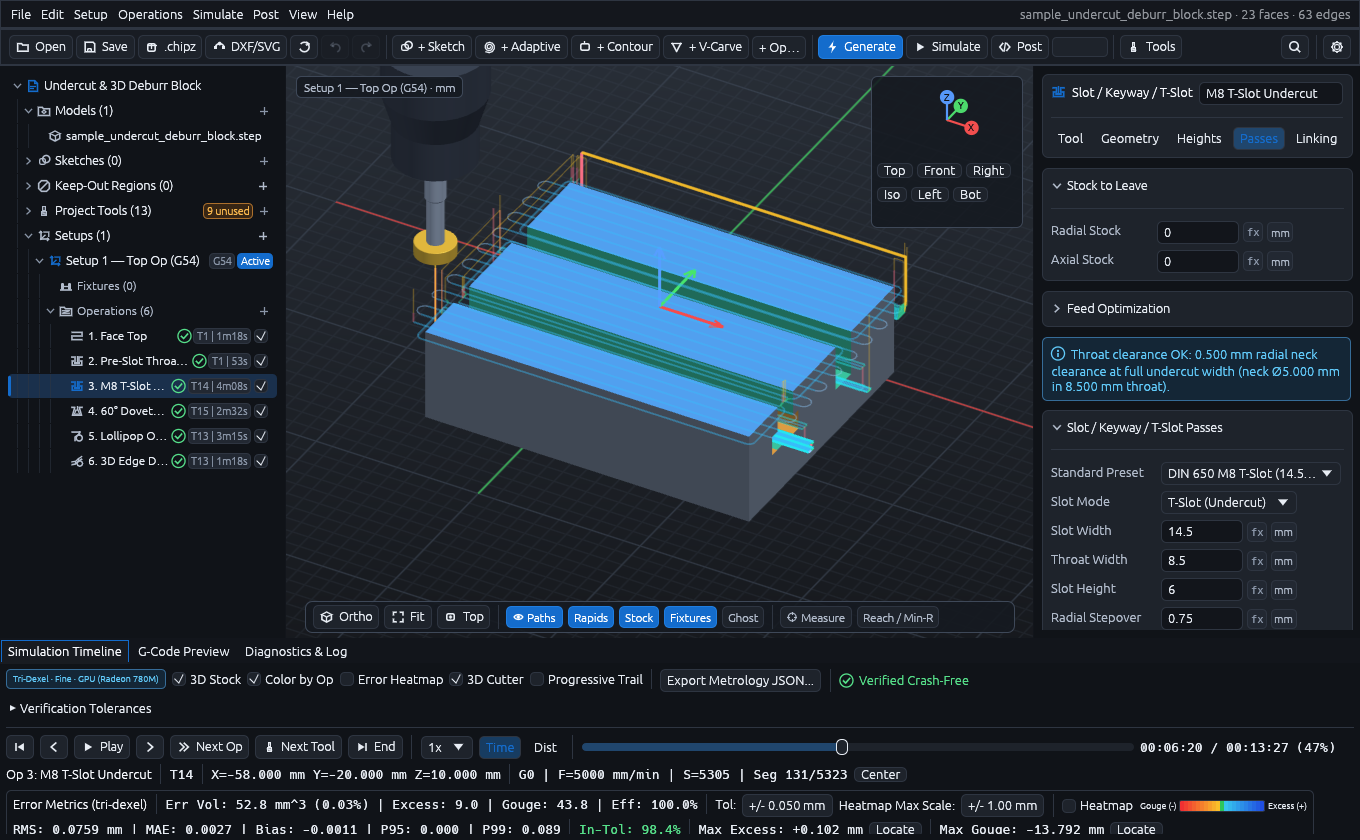 File Edit Setup Operations Simulate Post View Help
sample_undercut_deburr_block.step · 23 faces · 63 edges
Open Save .chipz DXF/SVG + Sketch + Adaptive + Contour + V-Carve + Op… Generate Simulate Post Tools
Undercut & 3D Deburr Block
Models (1) +
sample_undercut_deburr_block.step
Sketches (0) +
Keep-Out Regions (0) +
Project Tools (13) 9 unused +
Setups (1) +
Setup 1 — Top Op (G54) G54 Active
Fixtures (0)
Operations (6) +
1. Face Top T1 | 1m18s
2. Pre-Slot Throa… T1 | 53s
3. M8 T-Slot … T14 | 4m08s
4. 60° Dovet… T15 | 2m32s
5. Lollipop O… T13 | 3m15s
6. 3D Edge D… T13 | 1m18s
Setup 1 — Top Op (G54) · mm
Z Y X
Top Front Right
Iso Left Bot
Ortho Fit Top Paths Rapids Stock Fixtures Ghost Measure Reach / Min-R
Slot / Keyway / T-Slot M8 T-Slot Undercut
Tool Geometry Heights Passes Linking
Stock to Leave
Radial Stock 0 fx mm
Axial Stock 0 fx mm
Feed Optimization
Throat clearance OK: 0.500 mm radial neck
clearance at full undercut width (neck Ø5.000 mm
in 8.500 mm throat).
Slot / Keyway / T-Slot Passes
Standard Preset DIN 650 M8 T-Slot (14.5…
Slot Mode T-Slot (Undercut)
Slot Width 14.5 fx mm
Throat Width 8.5 fx mm
Slot Height 6 fx mm
Radial Stepover 0.75 fx mm
Simulation Timeline G-Code Preview Diagnostics & Log
Tri-Dexel · Fine · GPU (Radeon 780M) 3D Stock Color by Op Error Heatmap 3D Cutter Progressive Trail Export Metrology JSON… Verified Crash-Free
Verification Tolerances
Play Next Op Next Tool End 1x Time Dist 00:06:20 / 00:13:27 (47%)
Op 3: M8 T-Slot Undercut T14 X=-58.000 mm Y=-20.000 mm Z=10.000 mm G0 | F=5000 mm/min | S=5305 | Seg 131/5323 Center
Error Metrics (tri-dexel) Err Vol: 52.8 mm^3 (0.03%) | Excess: 9.0 | Gouge: 43.8 | Eff: 100.0% Tol: +/- 0.050 mm Heatmap Max Scale: +/- 1.00 mm Heatmap Gouge (-) Excess (+)
RMS: 0.0759 mm | MAE: 0.0027 | Bias: -0.0011 | P95: 0.000 | P99: 0.089 In-Tol: 98.4% Max Excess: +0.102 mm Locate Max Gouge: -13.792 mm Locate